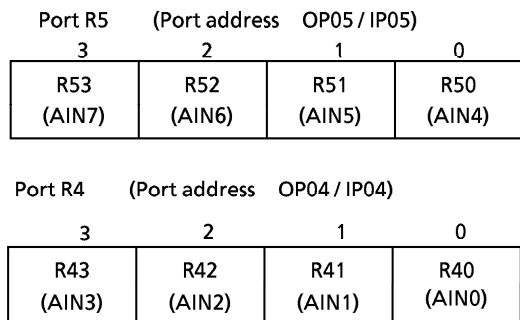 Port R5 (Port address OP05 / IP05)
3 2 1 0
R53 R52 R51 R50
(AIN7) (AIN6) (AIN5) (AIN4)
Port R4 (Port address OP04 / IP04)
3 2 1 0
R43 R42 R41 R40
(AIN3) (AIN2) (AIN1) (AIN0)